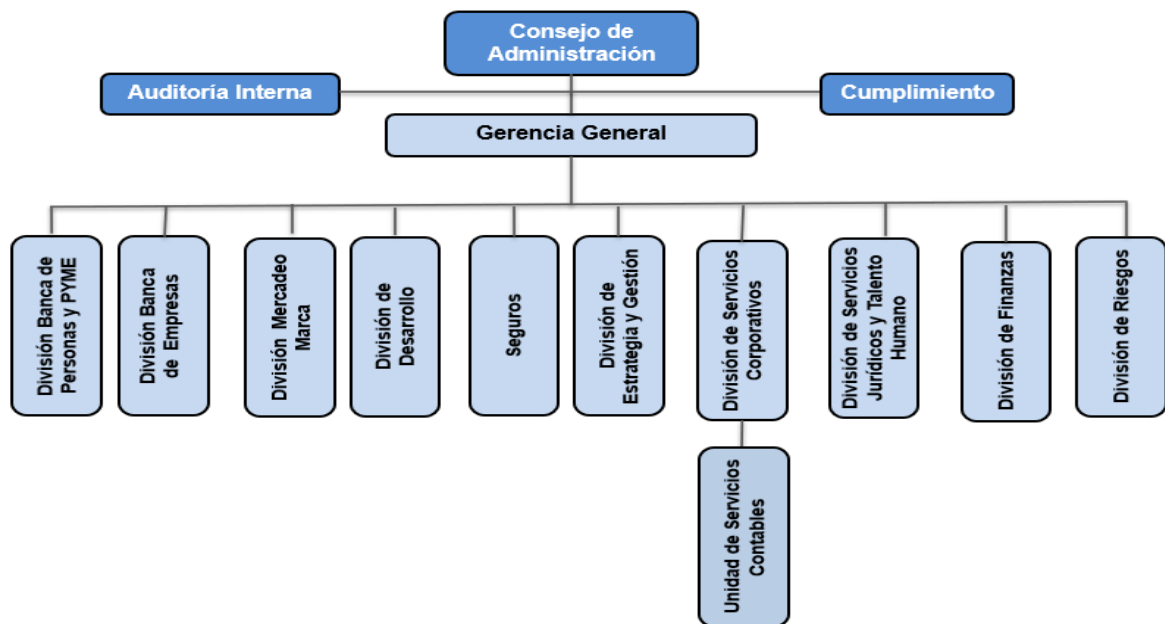 Consejo de
Administración
Auditoría Interna
Cumplimiento
Gerencia General
División Banca de
Personas y PYME
División Banca
de Empresas
División Mercadeo
Marca
División de
Desarrollo
Seguros
División de
Estrategia y Gestión
División de Servicios
Corporativos
División de Servicios
Jurídicos y Talento
Humano
División de Finanzas
División de Riesgos
Unidad de Servicios
Contables